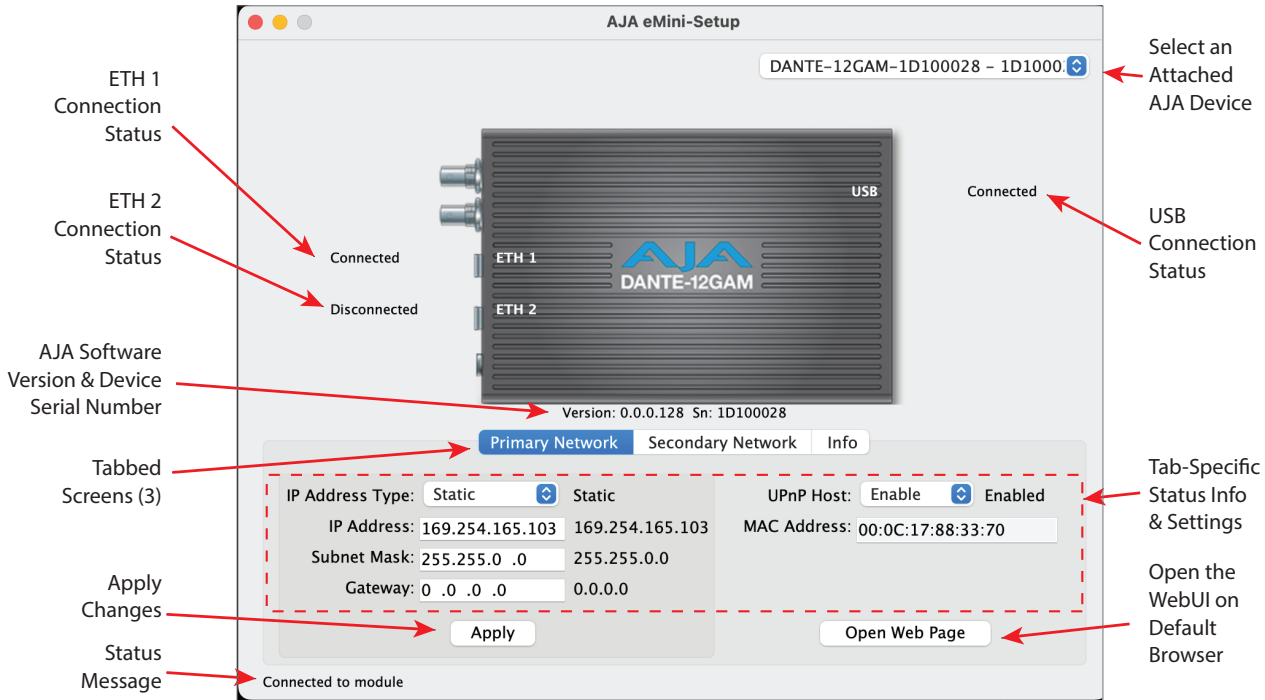 AJA eMini-Setup
DANTE-12GAM-1D100028 – 1D1000
Select an
Attached
AJA Device
ETH 1
Connection
Status
ETH 2
Connection
Status
USB
Connected
USB
Connection
Status
Connected
ETH 1
AJA
DANTE-12GAM
Disconnected
ETH 2
AJA Software
Version & Device
Serial Number
Version: 0.0.0.128 Sn: 1D100028
Primary Network Secondary Network Info
Tabbed
Screens (3)
Tab-Specific
Status Info
& Settings
IP Address Type: Static Static
UPnP Host: Enable Enabled
IP Address: 169.254.165.103 169.254.165.103
MAC Address: 00:0C:17:88:33:70
Subnet Mask: 255.255.0 .0 255.255.0.0
Gateway: 0 .0 .0 .0 0.0.0.0
Apply
Changes
Apply
Open Web Page
Open the
WebUI on
Default
Browser
Status
Message
Connected to module